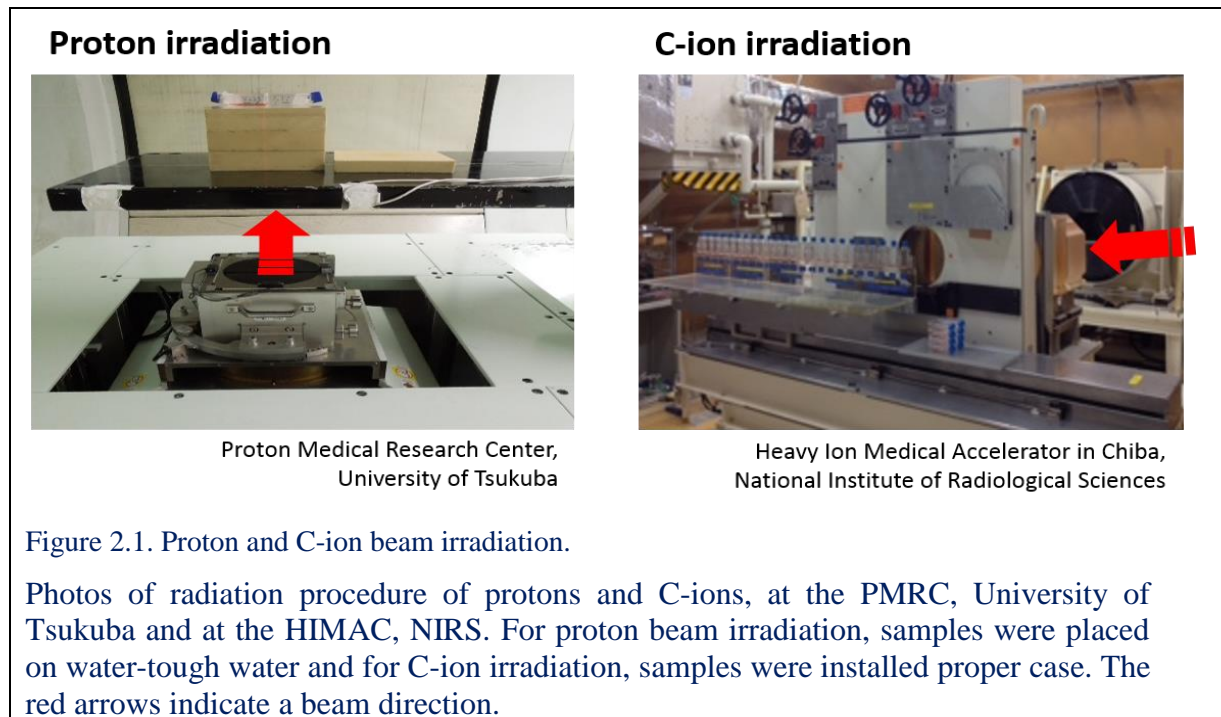 Proton irradiation
C-ion irradiation
Proton Medical Research Center,
University of Tsukuba
Heavy Ion Medical Accelerator in Chiba,
National Institute of Radiological Sciences
Figure 2.1. Proton and C-ion beam irradiation.
Photos of radiation procedure of protons and C-ions, at the PMRC, University of
Tsukuba and at the HIMAC, NIRS. For proton beam irradiation, samples were placed
on water-tough water and for C-ion irradiation, samples were installed proper case. The
red arrows indicate a beam direction.